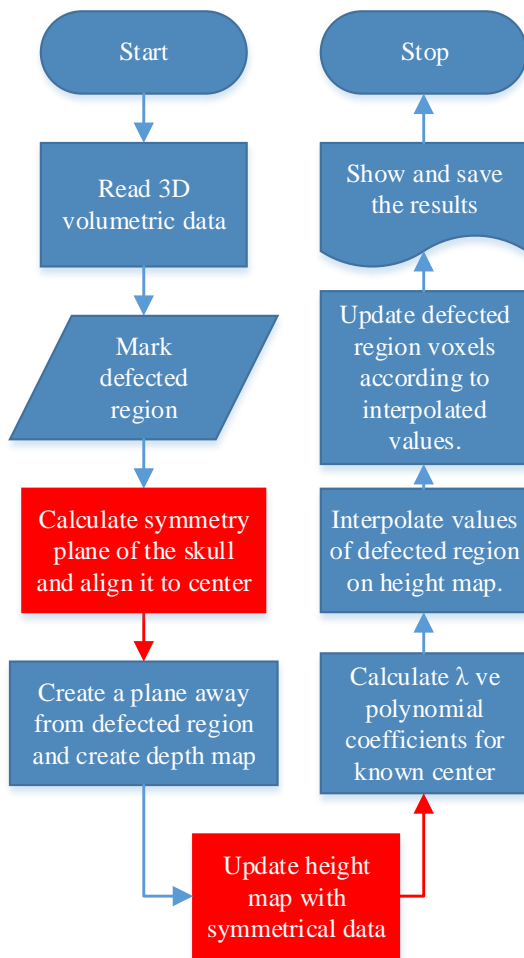 Start
Read 3D
volumetric data
Mark
defected
region
Calculate symmetry
plane of the skull
and align it to center
Create a plane away
from defected region
and create depth map
Update height
map with
symmetrical data
Calculate λ ve
polynomial
coefficients for
known center
Interpolate values
of defected region
on height map.
Update defected
region voxels
according to
interpolated
values.
Show and save
the results
Stop